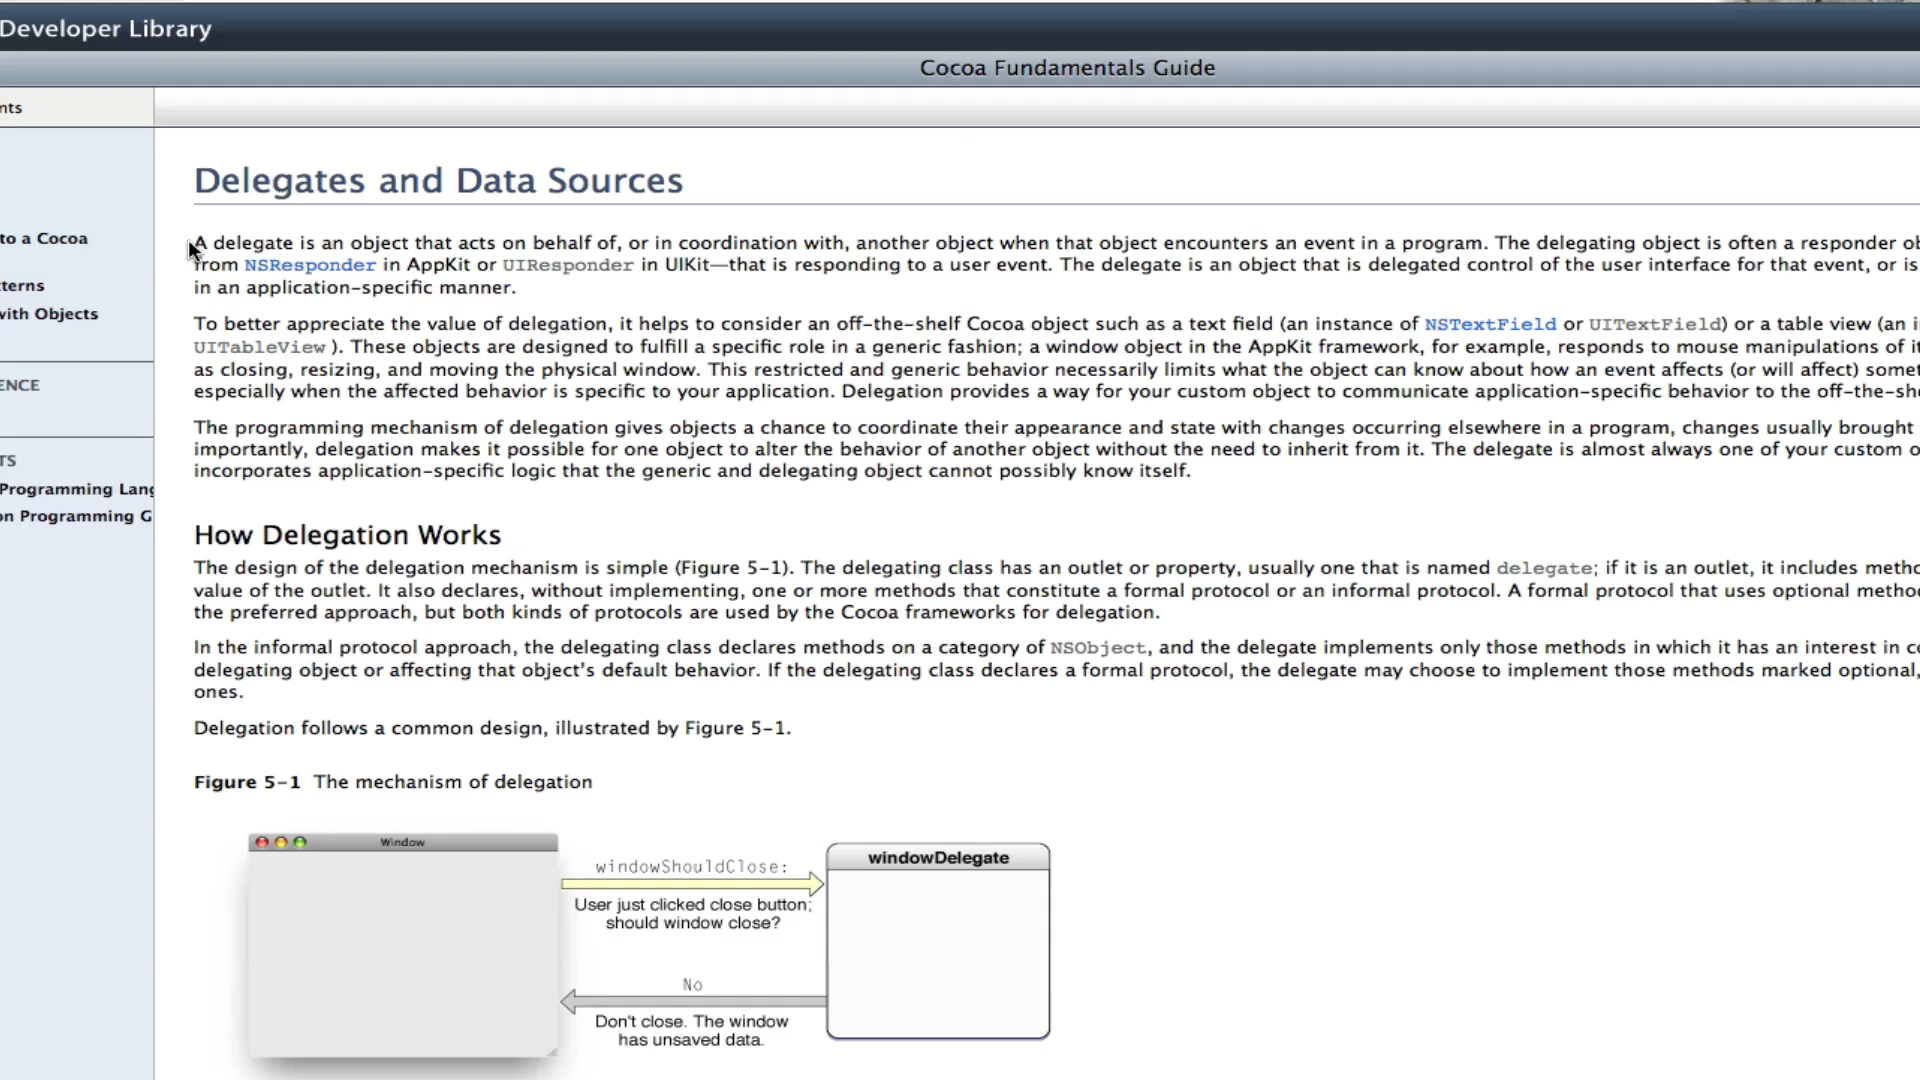 Developer Library
Cocoa Fundamentals Guide
Delegates and Data Sources
A delegate is an object that acts on behalf of, or in coordination with, another object when that object encounters an event in a program. The delegating object is often a responder
from NSResponder in AppKit or UIResponder in UIKit—that is responding to a user event. The delegate is an object that is delegated control of the user interface for that event, or is
in an application-specific manner.
To better appreciate the value of delegation, it helps to consider an off-the-shelf Cocoa object such as a text field (an instance of NSTextField or UITextField) or a table view (an
UITableView ). These objects are designed to fulfill a specific role in a generic fashion; a window object in the AppKit framework, for example, responds to mouse manipulations of
as closing, resizing, and moving the physical window. This restricted and generic behavior necessarily limits what the object can know about how an event affects (or will affect)
especially when the affected behavior is specific to your application. Delegation provides a way for your custom object to communicate application-specific behavior to the
The programming mechanism of delegation gives objects a chance to coordinate their appearance and state with changes occurring elsewhere in a program, changes usually brought
importantly, delegation makes it possible for one object to alter the behavior of another object without the need to inherit from it. The delegate is almost always one of your custom
incorporates application-specific logic that the generic and delegating object cannot possibly know itself.
How Delegation Works
The design of the delegation mechanism is simple (Figure 5-1). The delegating class has an outlet or property, usually one that is named delegate; if it is an outlet, it includes
value of the outlet. It also declares, without implementing, one or more methods that constitute a formal protocol or an informal protocol. A formal protocol that uses optional
the preferred approach, but both kinds of protocols are used by the Cocoa frameworks for delegation.
In the informal protocol approach, the delegating class declares methods on a category of NSObject, and the delegate implements only those methods in which it has an interest in
delegating object or affecting that object's default behavior. If the delegating class declares a formal protocol, the delegate may choose to implement those methods marked optional,
ones.
Delegation follows a common design, illustrated by Figure 5-1.
Figure 5-1 The mechanism of delegation
Window
windowShouldClose:
User just clicked close button;
should window close?
No
Don't close. The window
has unsaved data.
windowDelegate
to a Cocoa
with Objects
Programming
Programming